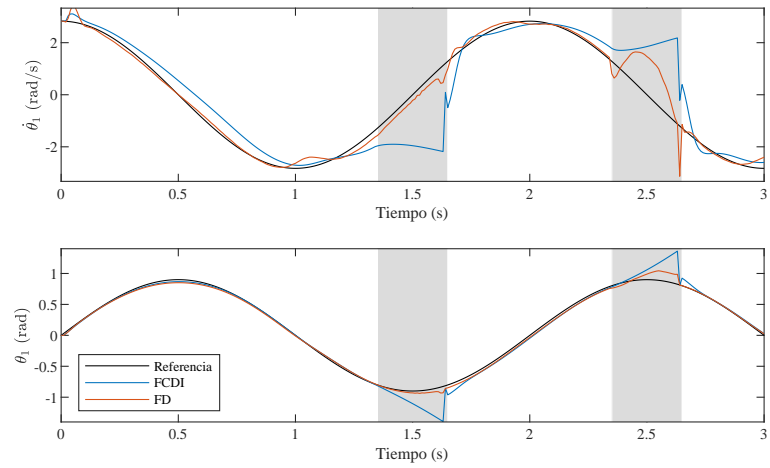 2
0
-2
θ̇₁ (rad/s)
0 0.5 1 1.5 2 2.5 3
Tiempo (s)
1
0.5
0
-0.5
-1
θ₁ (rad)
Referencia
FCDI
FD
0 0.5 1 1.5 2 2.5 3
Tiempo (s)